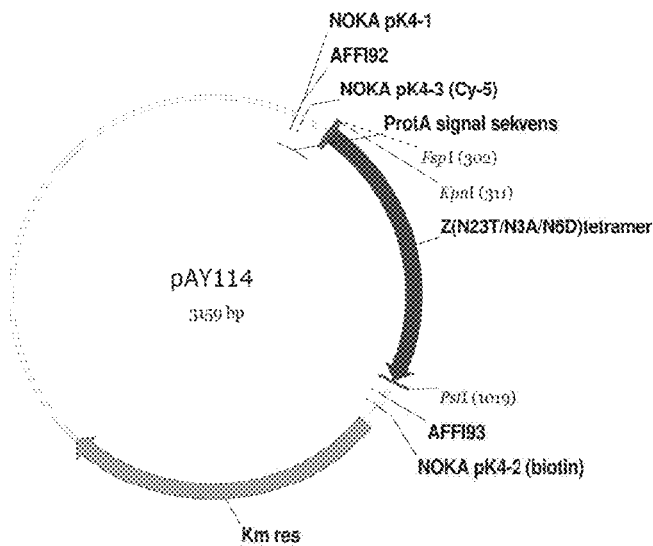 NOKA pK4-1
AFFI92
NOKA pK4-3 (Cy-5)
ProtA signal sekvens
FspI (302)
KpnI (311)
Z(N23T/N3A/N6D)tetramer
pAY114
3159 bp
PstI (1019)
AFFI93
NOKA pK4-2 (biotin)
Km res